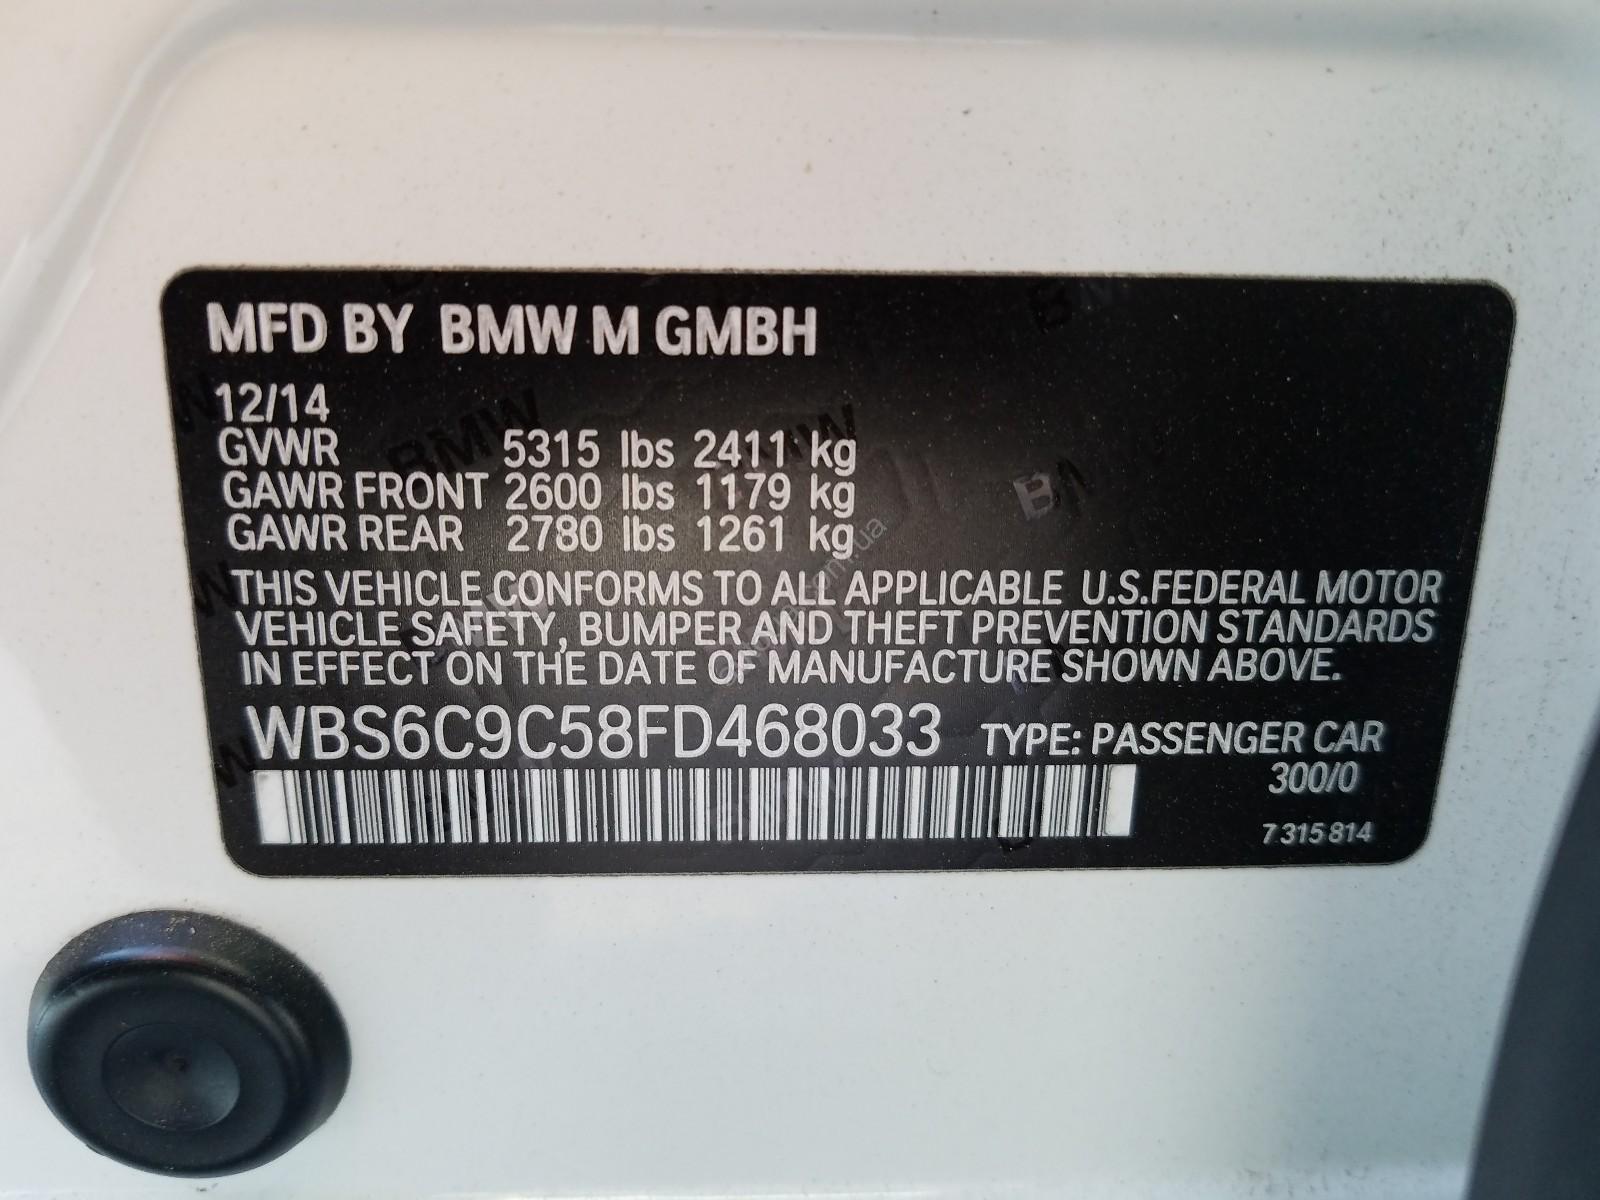 MFD BY BMW M GMBH
12/14
GVWR 5315 lbs 2411 kg
GAWR FRONT 2600 lbs 1179 kg
GAWR REAR 2780 lbs 1261 kg
THIS VEHICLE CONFORMS TO ALL APPLICABLE U.S.FEDERAL MOTOR
VEHICLE SAFETY, BUMPER AND THEFT PREVENTION STANDARDS
IN EFFECT ON THE DATE OF MANUFACTURE SHOWN ABOVE.
WBS6C9C58FD468033 TYPE: PASSENGER CAR
300/0
7 315 814